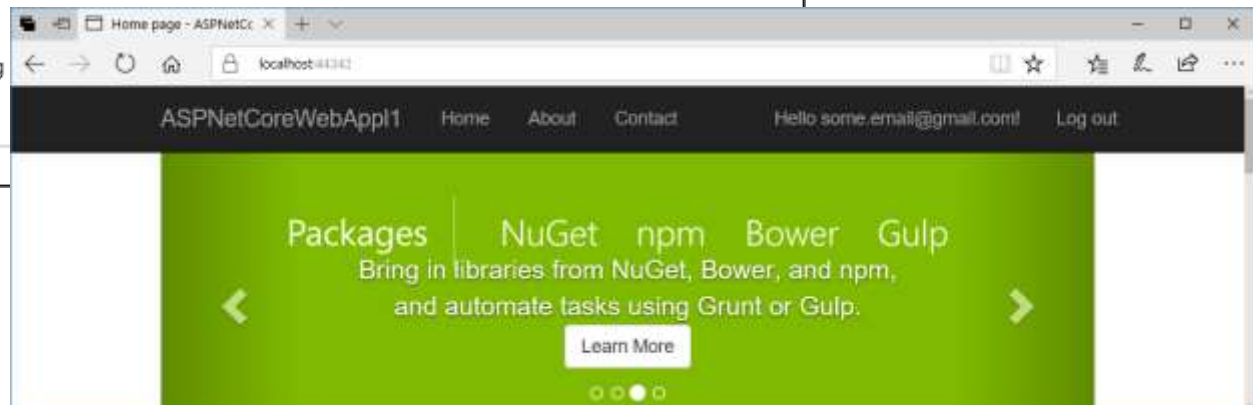 Home page - ASPNetCc
g
localhost:44342
ASPNetCoreWebAppl1 Home About Contact Hello some.email@gmail.com! Log out
Packages NuGet npm Bower Gulp
Bring in libraries from NuGet, Bower, and npm,
and automate tasks using Grunt or Gulp.
Learn More